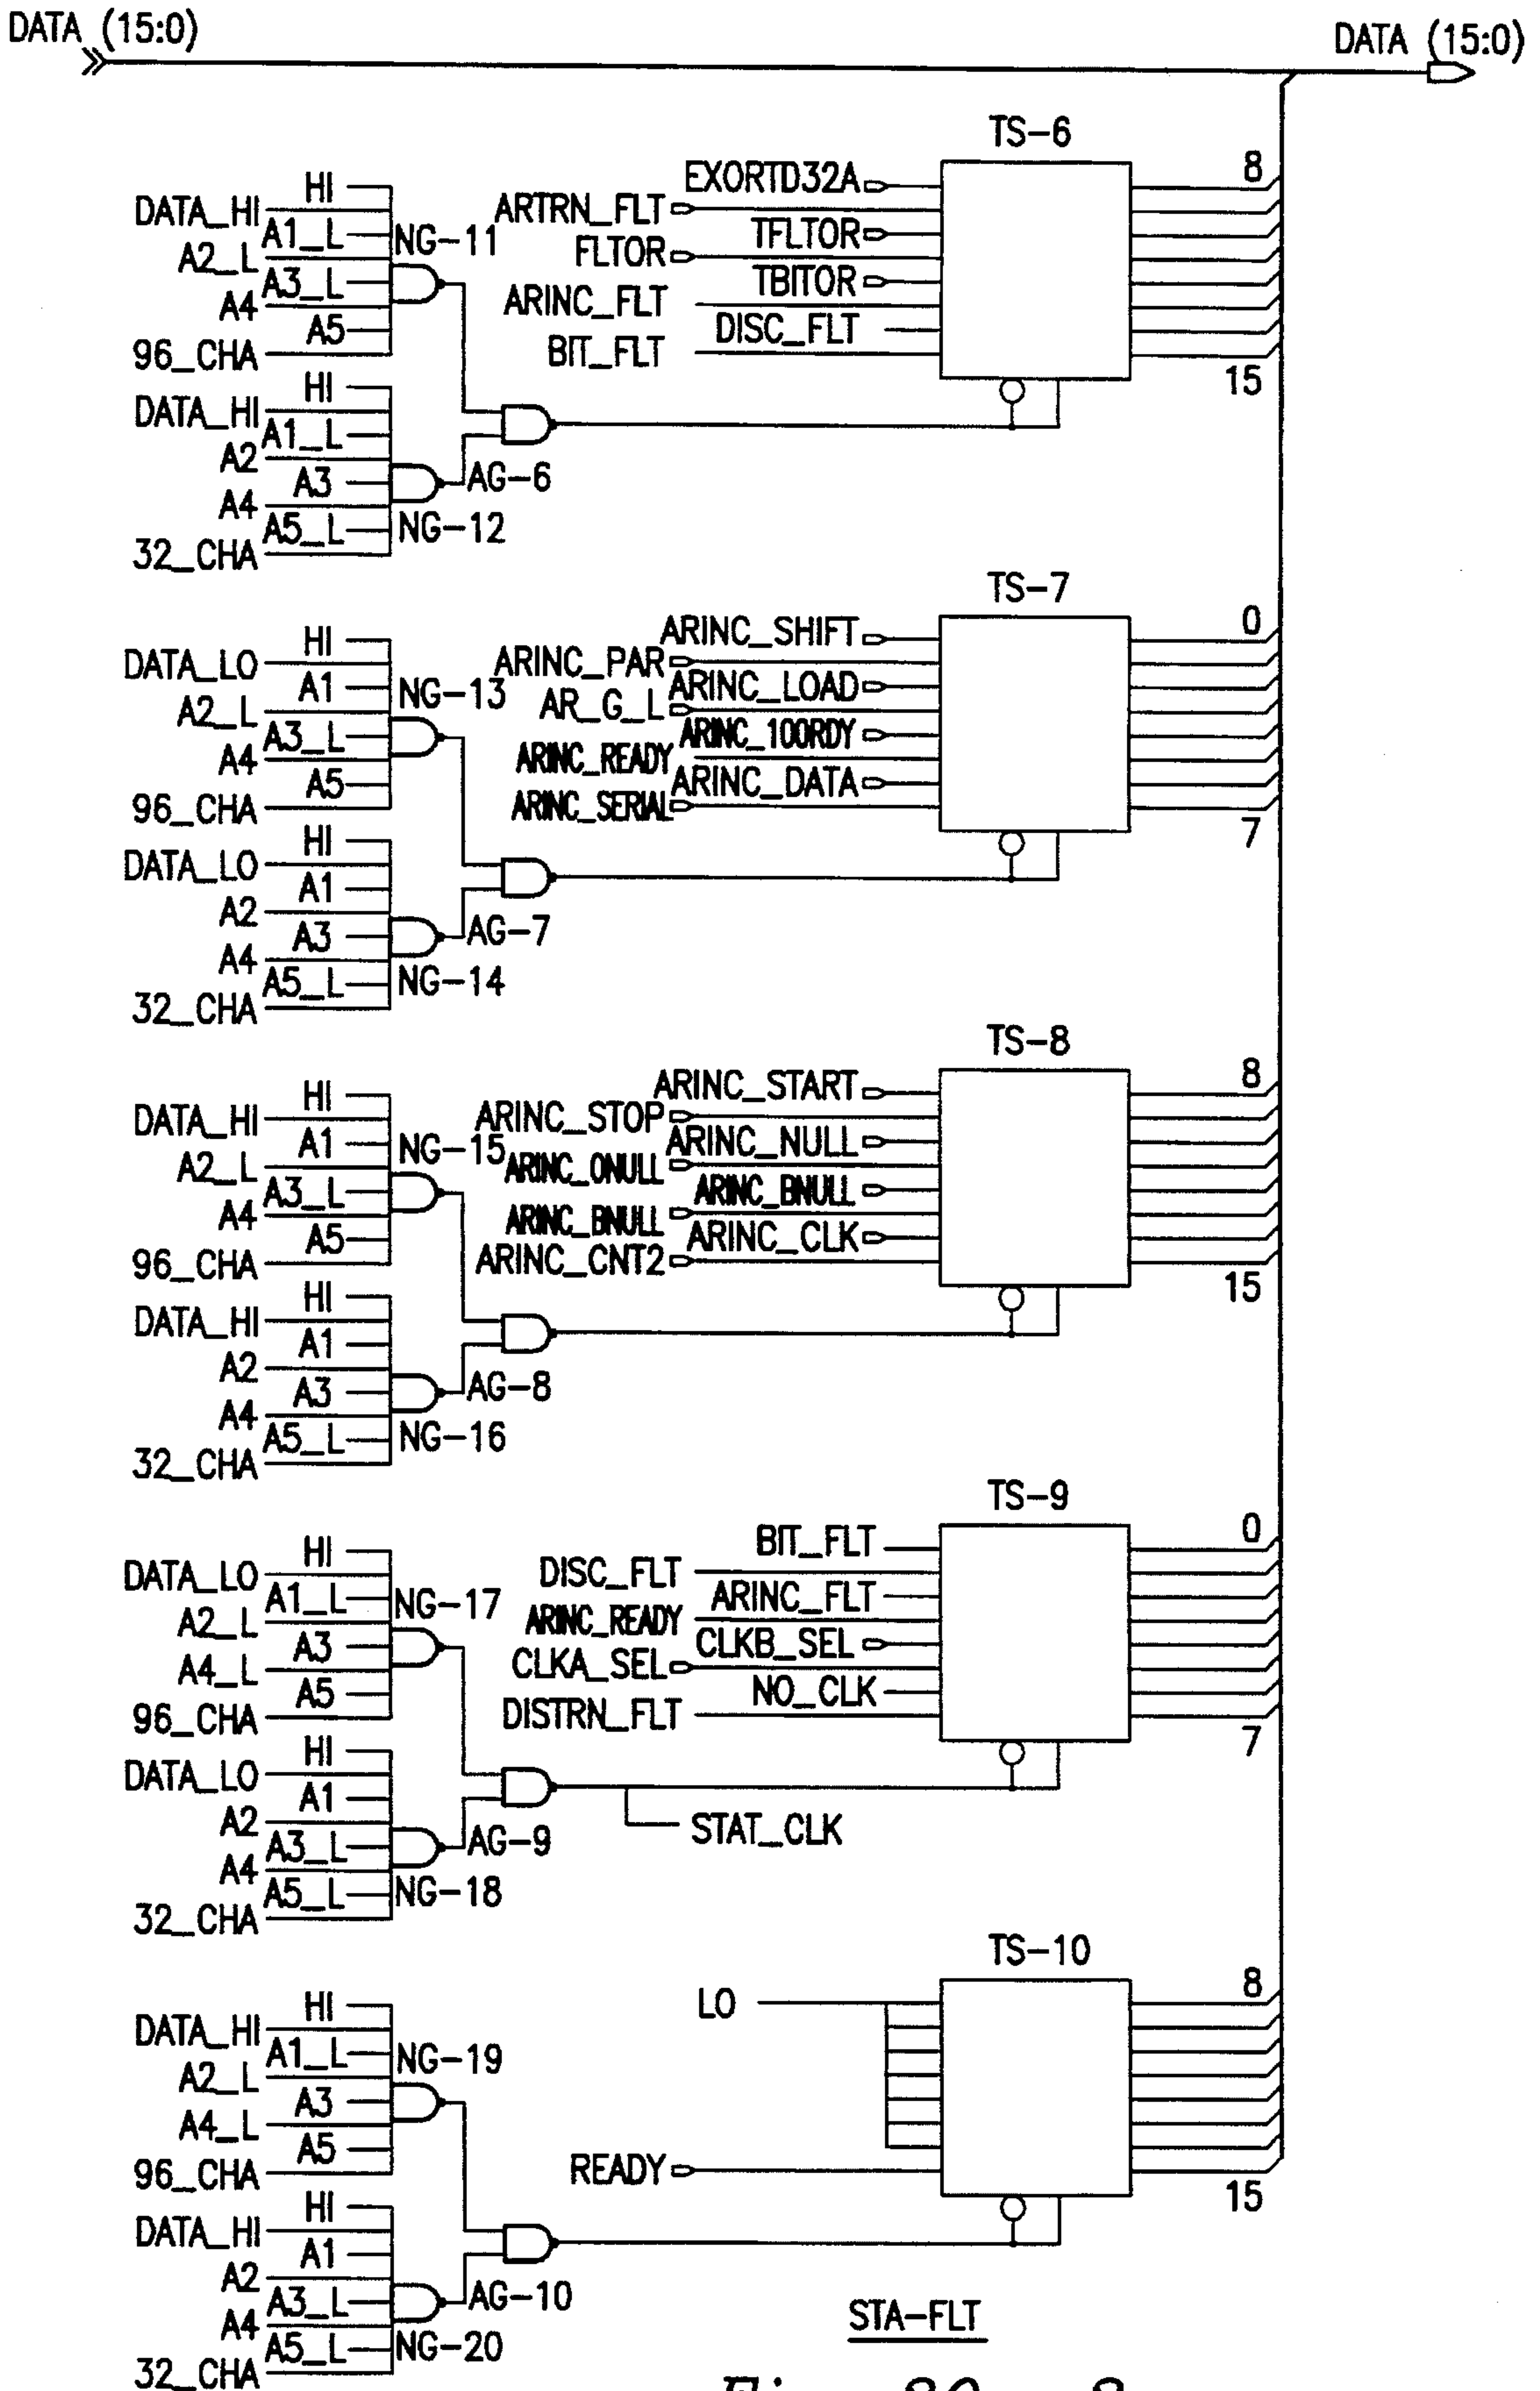 DATA (15:0)
DATA (15:0)
TS-6
HI
DATA_HI
A1_L
NG-11
A2_L
A3_L
A4
A5
96_CHA
EXORTD32A
ARTRN_FLT
TFLTOR
FLTOR
TBITOR
ARINC_FLT
DISC_FLT
BIT_FLT
8
15
HI
DATA_HI
A1_L
A2
A3
AG-6
A4
A5_L
NG-12
32_CHA
TS-7
HI
DATA_LO
A1
NG-13
A2_L
A3_L
A4
A5
96_CHA
ARINC_SHIFT
ARINC_PAR
ARINC_LOAD
AR_G_L
ARINC_100RDY
ARINC_READY
ARINC_DATA
ARINC_SERIAL
0
7
HI
DATA_LO
A1
A2
A3
AG-7
A4
A5_L
NG-14
32_CHA
TS-8
HI
DATA_HI
A1
NG-15
A2_L
A3_L
A4
A5
96_CHA
ARINC_START
ARINC_STOP
ARINC_NULL
ARINC_ONULL
ARINC_BNULL
ARINC_BNULL
ARINC_CLK
ARINC_CNT2
8
15
HI
DATA_HI
A1
A2
A3
AG-8
A4
A5_L
NG-16
32_CHA
TS-9
HI
DATA_LO
A1_L
NG-17
A2_L
A3
A4_L
A5
96_CHA
BIT_FLT
DISC_FLT
ARINC_FLT
ARINC_READY
CLKB_SEL
CLKA_SEL
NO_CLK
DISTRN_FLT
0
7
HI
DATA_LO
A1
A2
A3_L
AG-9
STAT_CLK
A4
A5_L
NG-18
32_CHA
TS-10
HI
DATA_HI
A1_L
NG-19
A2_L
A3
A4_L
A5
96_CHA
LO
READY
8
15
HI
DATA_HI
A1
A2
A3_L
AG-10
A4
A5_L
NG-20
32_CHA
STA-FLT